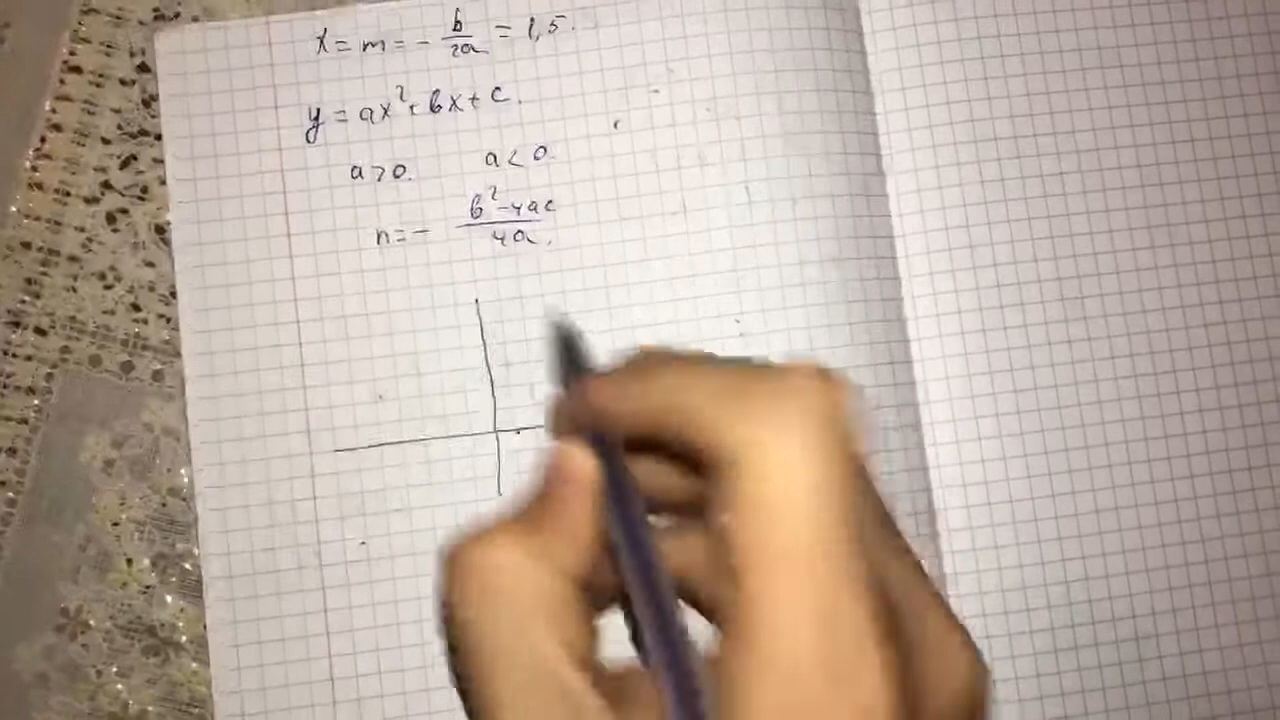 x = m = - b/2a = 1,5.
y = ax² + bx + c.
a > 0. a < 0.
n = - b² - 4ac / 4a.